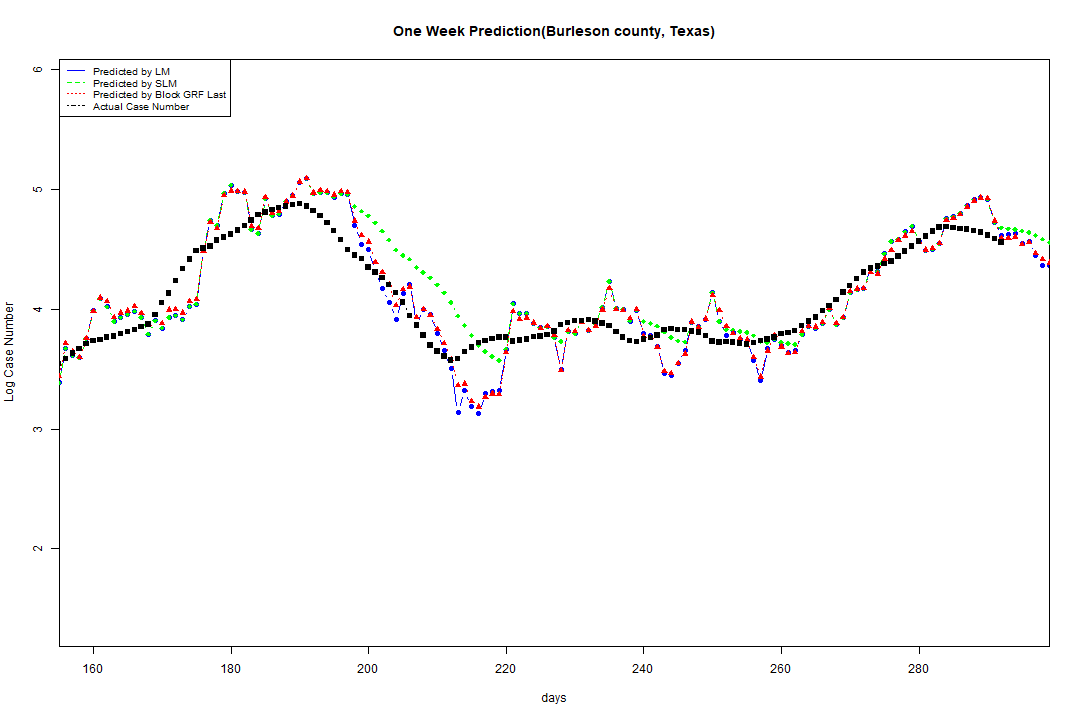 One Week Prediction(Burleson county, Texas)
Predicted by LM
Predicted by SLM
Predicted by Block GRF Last
Actual Case Number
6
5
4
3
2
Log Case Number
160 180 200 220 240 260 280
days